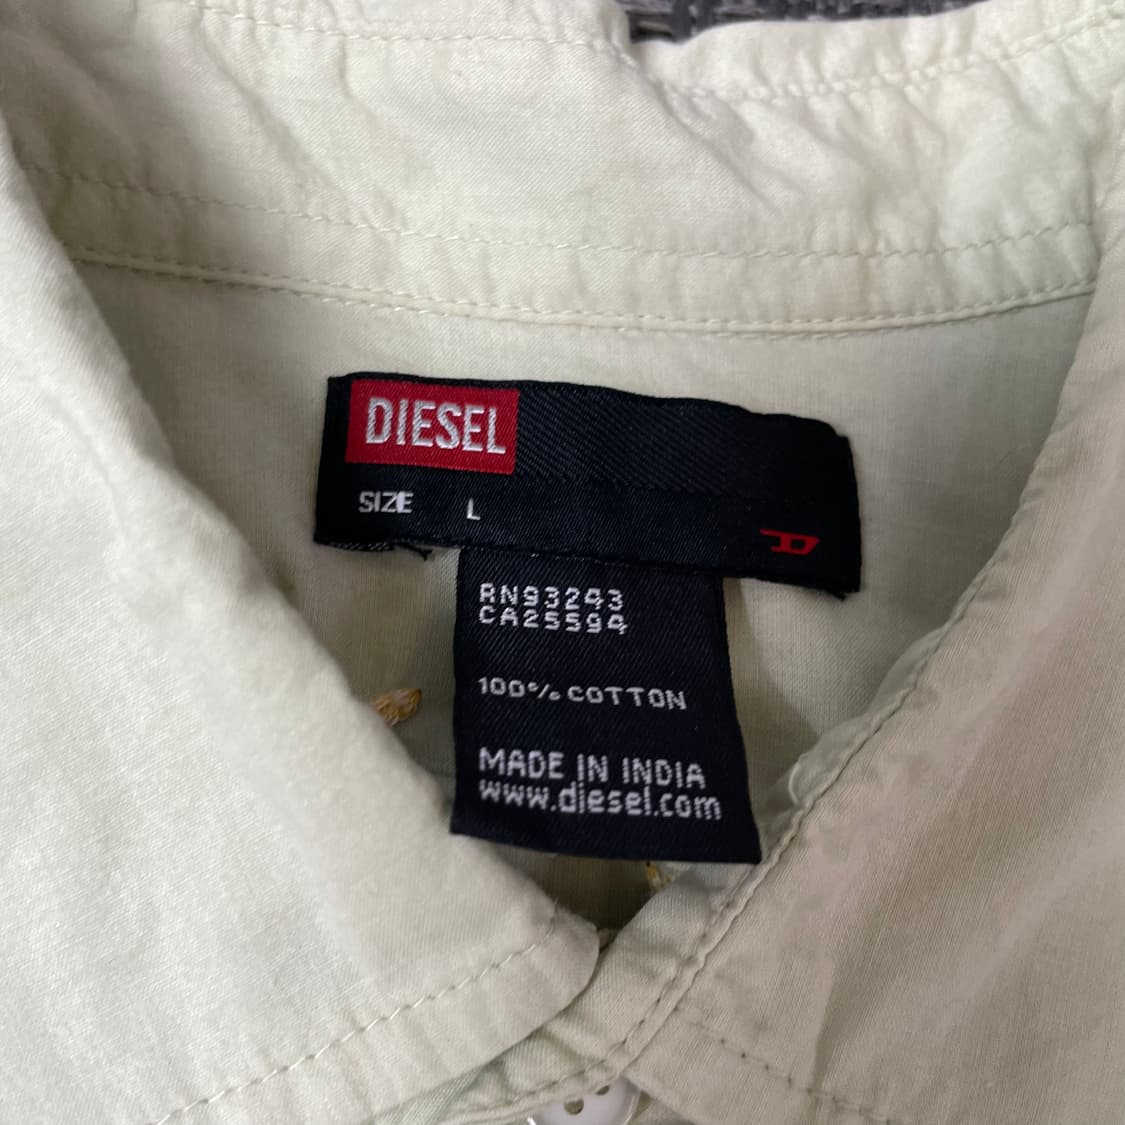 DIESEL
SIZE L
D
RN93243
CA25594
100% COTTON
MADE IN INDIA
www.diesel.com